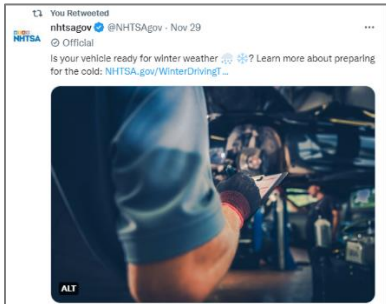 You Retweeted
nhtsagov @NHTSAgov · Nov 29
Official
Is your vehicle ready for winter weather 🌨️ ❄️? Learn more about preparing
for the cold: NHTSA.gov/WinterDrivingT...
NHTSA
ALT